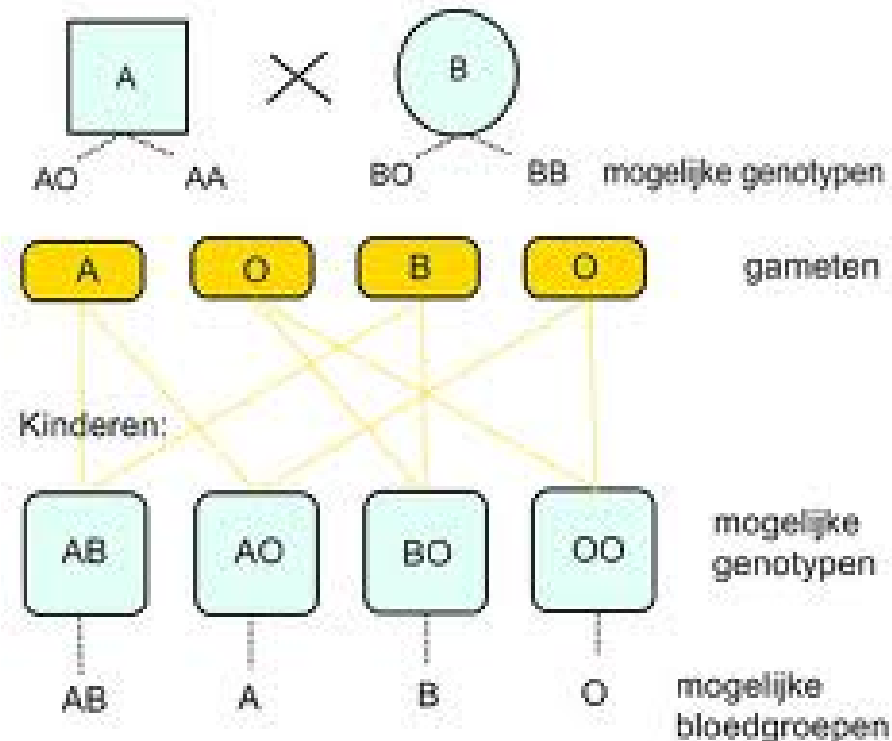 A B
AO AA BO BB mogelijke genotypen
A O B O gameten
Kinderen:
AB AO BO OO mogelijke
genotypen
AB A B O mogelijke
bloedgroepen